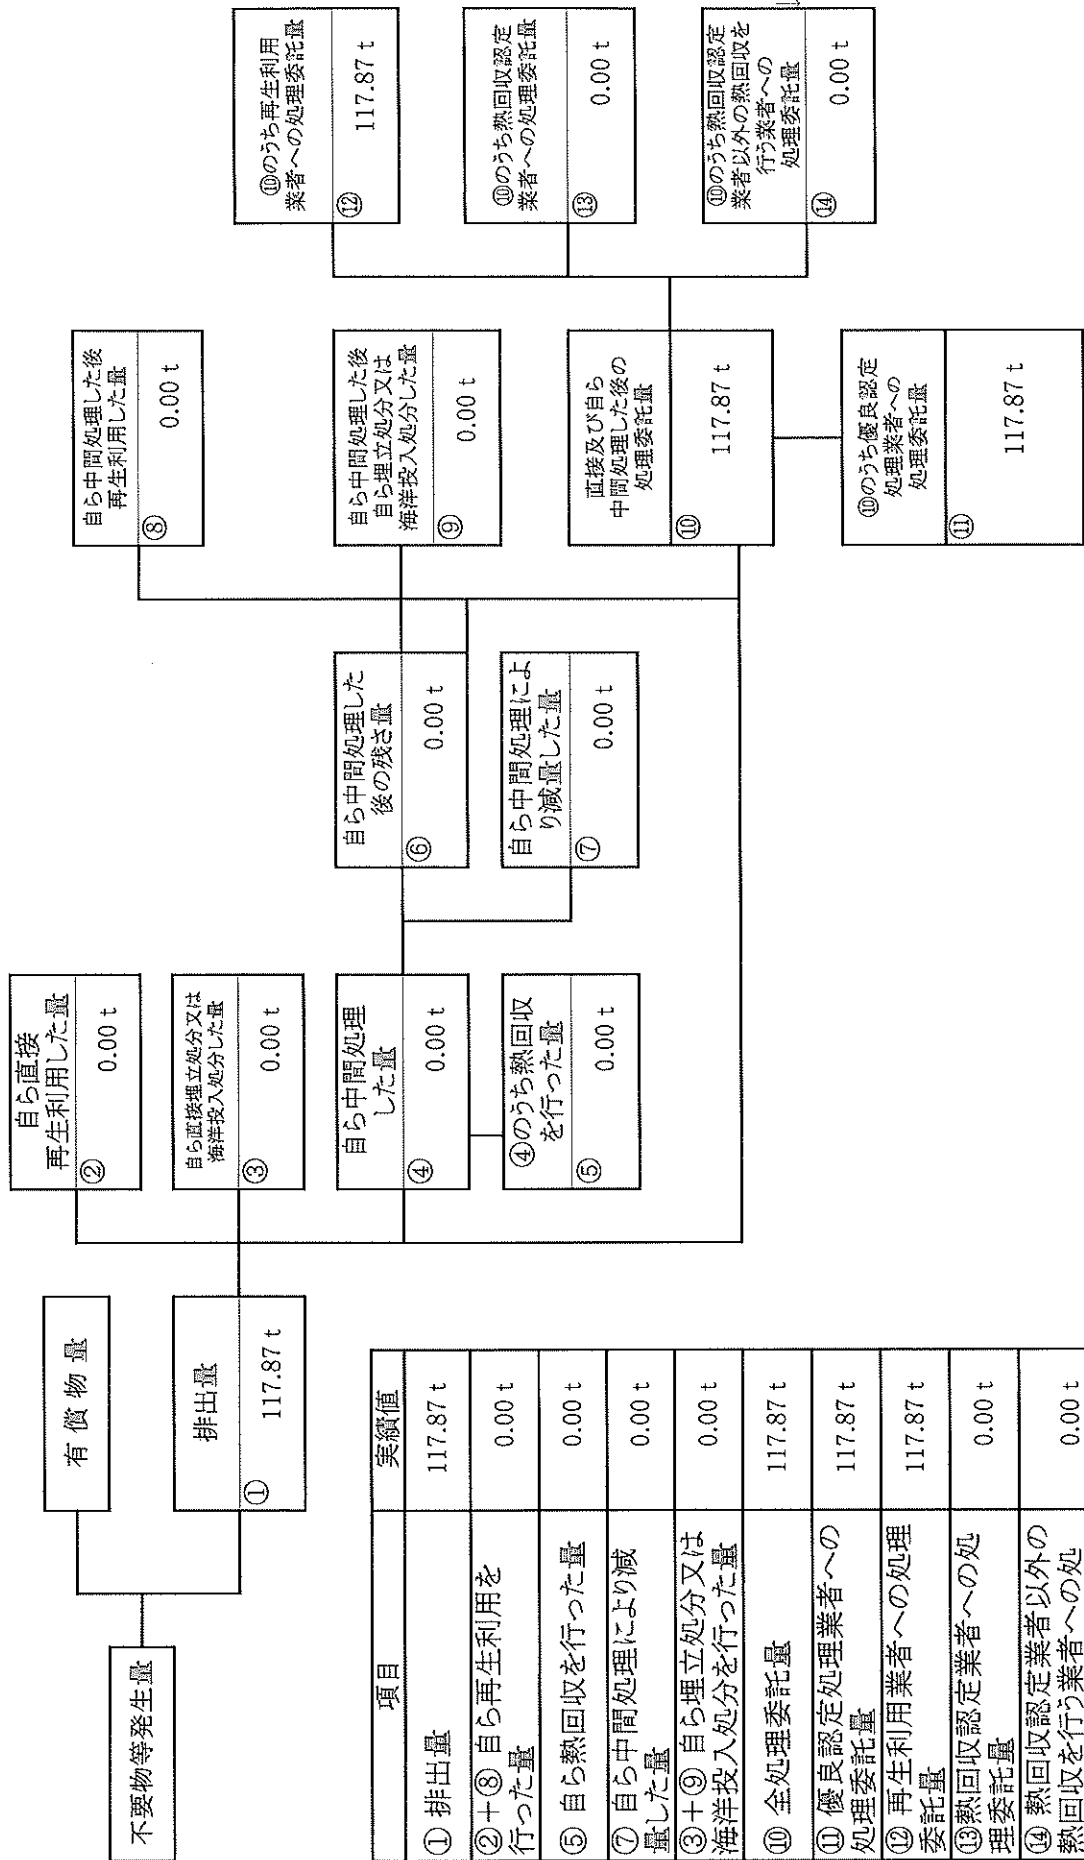 不要物等発生量
有 償 物 量
排出量
①
117.87 t
自ら直接
再生利用した量
②
0.00 t
自ら直接埋立処分又は
海洋投入処分した量
③
0.00 t
自ら中間処理
した量
④
0.00 t
④のうち熱回収
を行った量
⑤
0.00 t
自ら中間処理した
後の残さ量
⑥
0.00 t
自ら中間処理によ
り減量した量
⑦
0.00 t
自ら中間処理した後
再生利用した量
⑧
0.00 t
自ら中間処理した後
自ら埋立処分又は
海洋投入処分した量
⑨
0.00 t
直接及び自ら
中間処理した後の
処理委託量
⑩
117.87 t
⑩のうち優良認定
処理業者への
処理委託量
⑪
117.87 t
⑩のうち再生利用
業者への処理委託量
⑫
117.87 t
⑩のうち熱回収認定
業者への処理委託量
⑬
0.00 t
⑩のうち熱回収認定
業者以外の熱回収を
行う業者への
処理委託量
⑭
0.00 t
項目 実績値
① 排出量 117.87 t
②+⑧ 自ら再生利用を
行った量 0.00 t
⑤ 自ら熱回収を行った量 0.00 t
⑦ 自ら中間処理により減
量した量 0.00 t
③+⑨ 自ら埋立処分又は
海洋投入処分を行った量 0.00 t
⑩ 全処理委託量 117.87 t
⑪ 優良認定処理業者への
処理委託量 117.87 t
⑫ 再生利用業者への処理
委託量 117.87 t
⑬熱回収認定業者への処
理委託量 0.00 t
⑭ 熱回収認定業者以外の
熱回収を行う業者への処 0.00 t